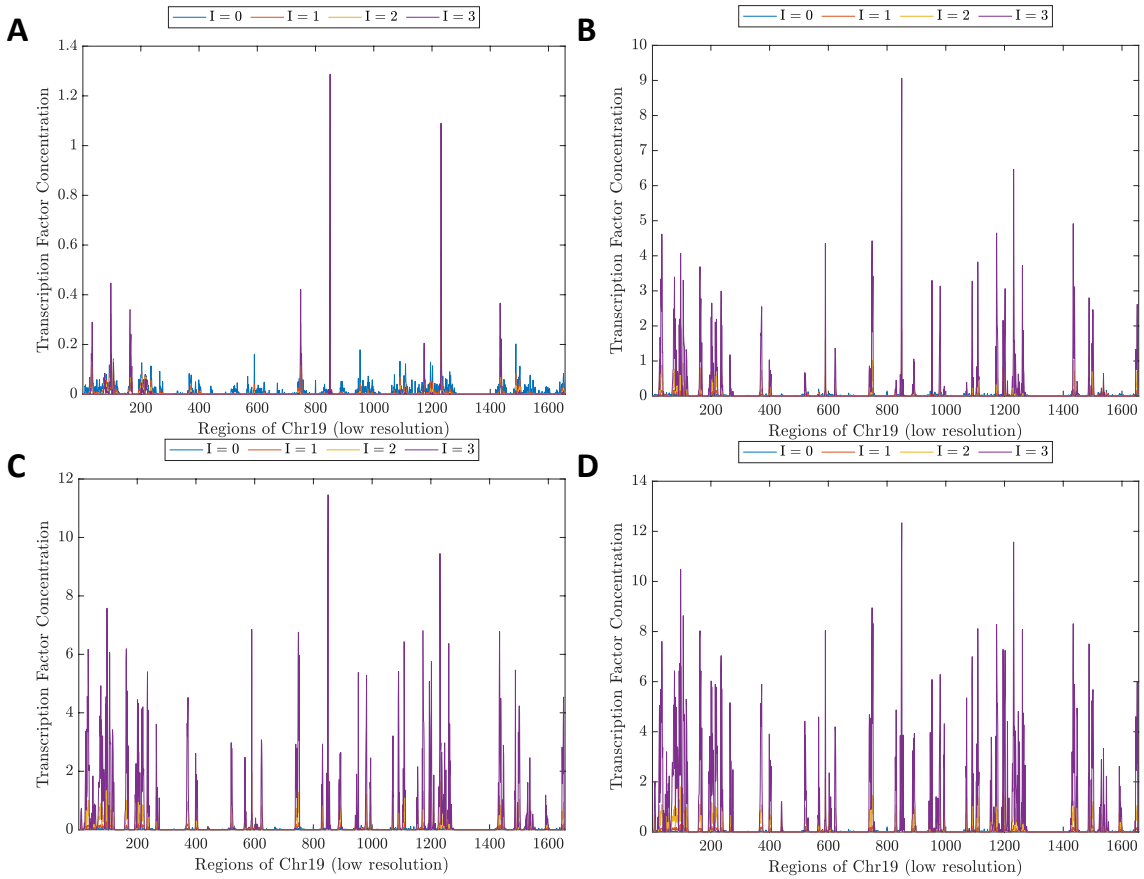 A
I = 0 I = 1 I = 2 I = 3
1.4
1.2
1
0.8
0.6
0.4
0.2
0
Transcription Factor Concentration
200 400 600 800 1000 1200 1400 1600
Regions of Chr19 (low resolution)
B
I = 0 I = 1 I = 2 I = 3
10
9
8
7
6
5
4
3
2
1
0
Transcription Factor Concentration
200 400 600 800 1000 1200 1400 1600
Regions of Chr19 (low resolution)
C
I = 0 I = 1 I = 2 I = 3
12
10
8
6
4
2
0
Transcription Factor Concentration
200 400 600 800 1000 1200 1400 1600
Regions of Chr19 (low resolution)
D
I = 0 I = 1 I = 2 I = 3
14
12
10
8
6
4
2
0
Transcription Factor Concentration
200 400 600 800 1000 1200 1400 1600
Regions of Chr19 (low resolution)